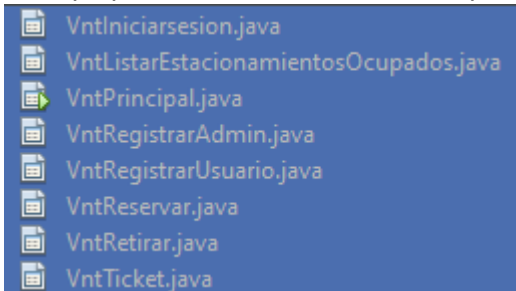 VntIniciarsesion.java
VntListarEstacionamientosOcupados.java
VntPrincipal.java
VntRegistrarAdmin.java
VntRegistrarUsuario.java
VntReservar.java
VntRetirar.java
VntTicket.java